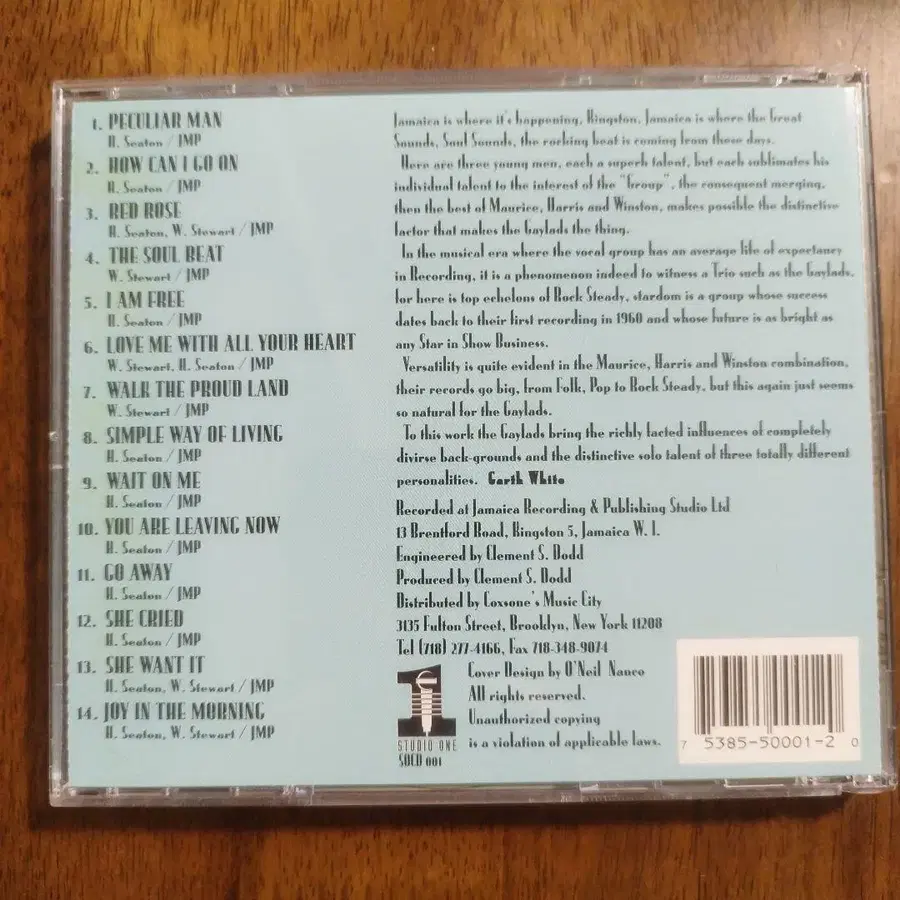 1. PECULIAR MAN
H. Seaton / JMP
2. HOW CAN I GO ON
H. Seaton / JMP
3. RED ROSE
H. Seaton, W. Stewart / JMP
4. THE SOUL BEAT
W. Stewart / JMP
5. I AM FREE
H. Seaton / JMP
6. LOVE ME WITH ALL YOUR HEART
W. Stewart, H. Seaton / JMP
7. WALK THE PROUD LAND
W. Stewart / JMP
8. SIMPLE WAY OF LIVING
H. Seaton / JMP
9. WAIT ON ME
H. Seaton / JMP
10. YOU ARE LEAVING NOW
H. Seaton / JMP
11. GO AWAY
H. Seaton / JMP
12. SHE CRIED
H. Seaton / JMP
13. SHE WANT IT
H. Seaton, W. Stewart / JMP
14. JOY IN THE MORNING
H. Seaton, W. Stewart / JMP
Jamaica is where it's happening, Kingston, Jamaica is where the Great
Sounds, Soul Sounds, the rocking beat is coming from these days.
Here are three young men, each a superb talent, but each sublimates his
individual talent to the interest of the "Group", the consequent merging,
then the best of Maurice, Harris and Winston, makes possible the distinctive
factor that makes the Gaylads the thing.
In the musical era where the vocal group has an average life of expectancy
in Recording, it is a phenomenon indeed to witness a Trio such as the Gaylads,
for here is top echelons of Rock Steady, stardom is a group whose success
dates back to their first recording in 1960 and whose future is as bright as
any Star in Show Business.
Versatility is quite evident in the Maurice, Harris and Winston combination,
their records go big, from Folk, Pop to Rock Steady, but this again just seems
so natural for the Gaylads.
To this work the Gaylads bring the richly facted influences of completely
divirse back-grounds and the distinctive solo talent of three totally different
personalities. Garth White
Recorded at Jamaica Recording & Publishing Studio Ltd
13 Brentford Road, Kingston 5, Jamaica W. I.
Engineered by Clement S. Dodd
Produced by Clement S. Dodd
Distributed by Coxsone's Music City
3135 Fulton Street, Brooklyn, New York 11208
Tel (718) 277-4166, Fax 718-348-9074
Cover Design by O'Neil Nanco
All rights reserved.
Unauthorized copying
is a violation of applicable laws.
1
STUDIO ONE
SOCD 001
7 5385-50001-2 0